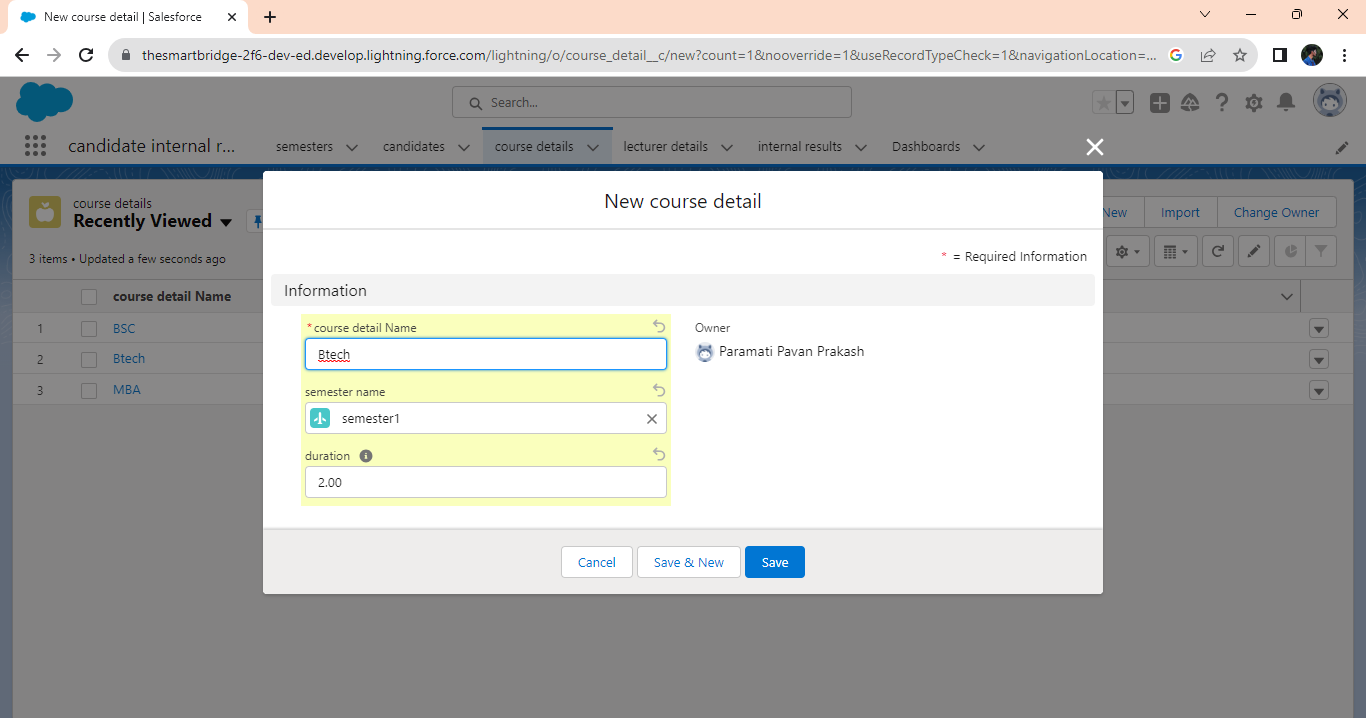 New course detail | Salesforce
thesmartbridge-2f6-dev-ed.develop.lightning.force.com/lightning/o/course_detail__c/new?count=1&nooverride=1&useRecordTypeCheck=1&navigationLocation=...
Search...
candidate internal r...
semesters
candidates
course details
lecturer details
internal results
Dashboards
course details
Recently Viewed
New
Import
Change Owner
3 items • Updated a few seconds ago
course detail Name
1 BSC
2 Btech
3 MBA
New course detail
* = Required Information
Information
*course detail Name
Btech
Owner
Paramati Pavan Prakash
semester name
semester1
duration
2.00
Cancel
Save & New
Save